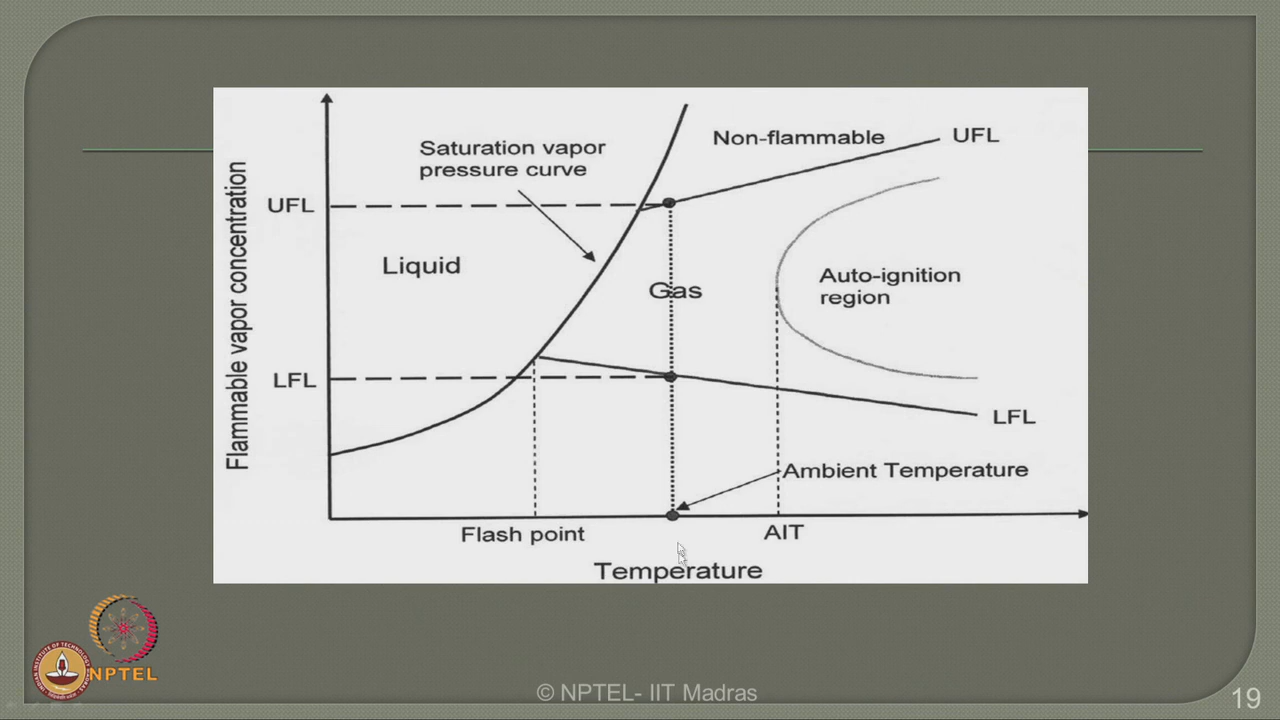 Saturation vapor
pressure curve
Non-flammable
UFL
UFL
Flammable vapor concentration
Liquid
Gas
Auto-ignition
region
LFL
LFL
Ambient Temperature
Flash point
AIT
Temperature
NPTEL
© NPTEL- IIT Madras
19